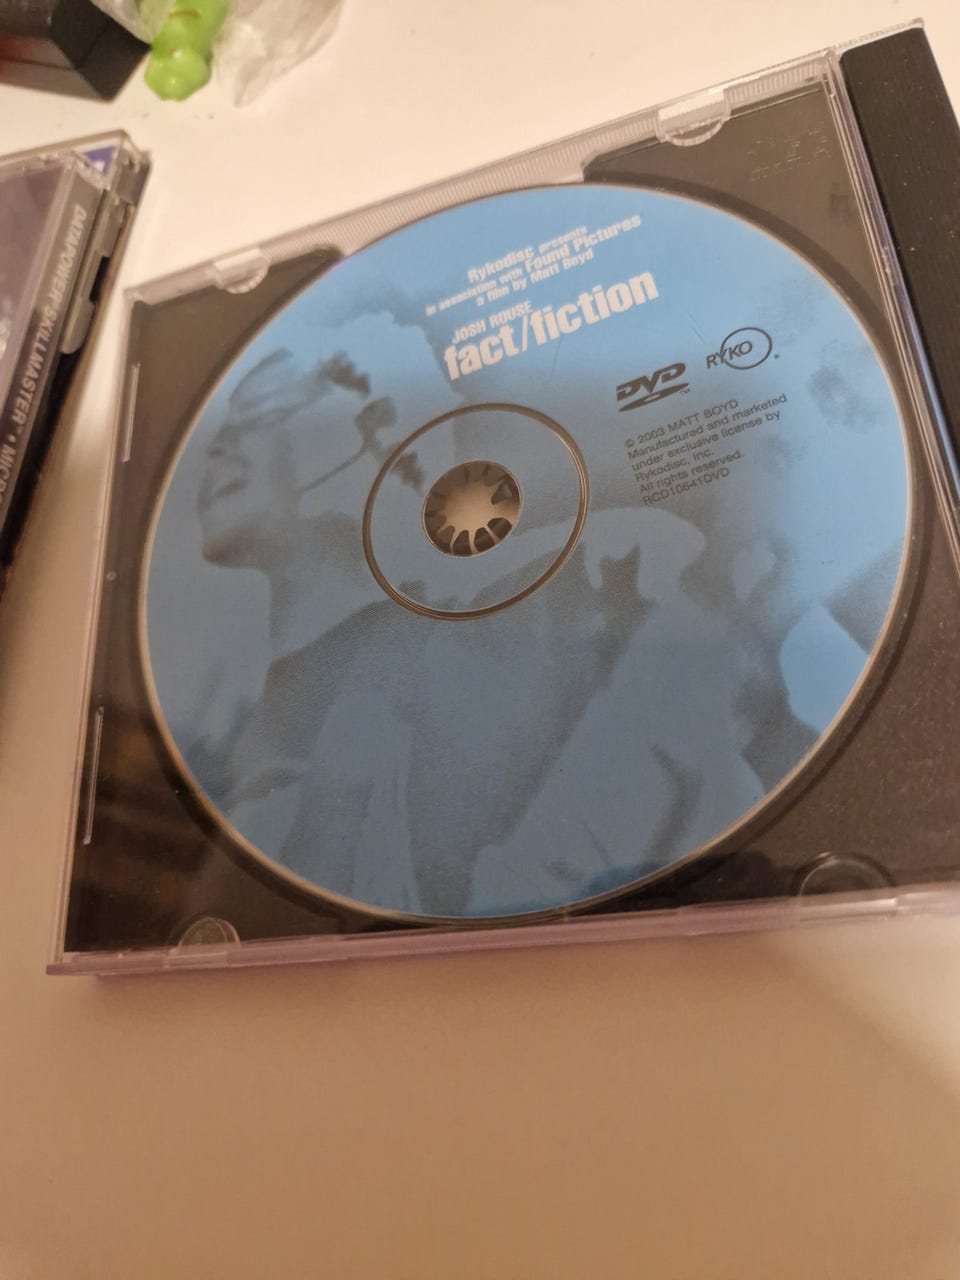 Rykodisc presents
in association with Found Pictures
a film by Matt Boyd
JOSH ROUSE
fact/fiction
DVD
TM
RYKO
© 2003 MATT BOYD
Manufactured and marketed
under exclusive license by
Rykodisc, Inc.
All rights reserved.
RCD10641DVD
DATAPOWER • SKILLMASTER